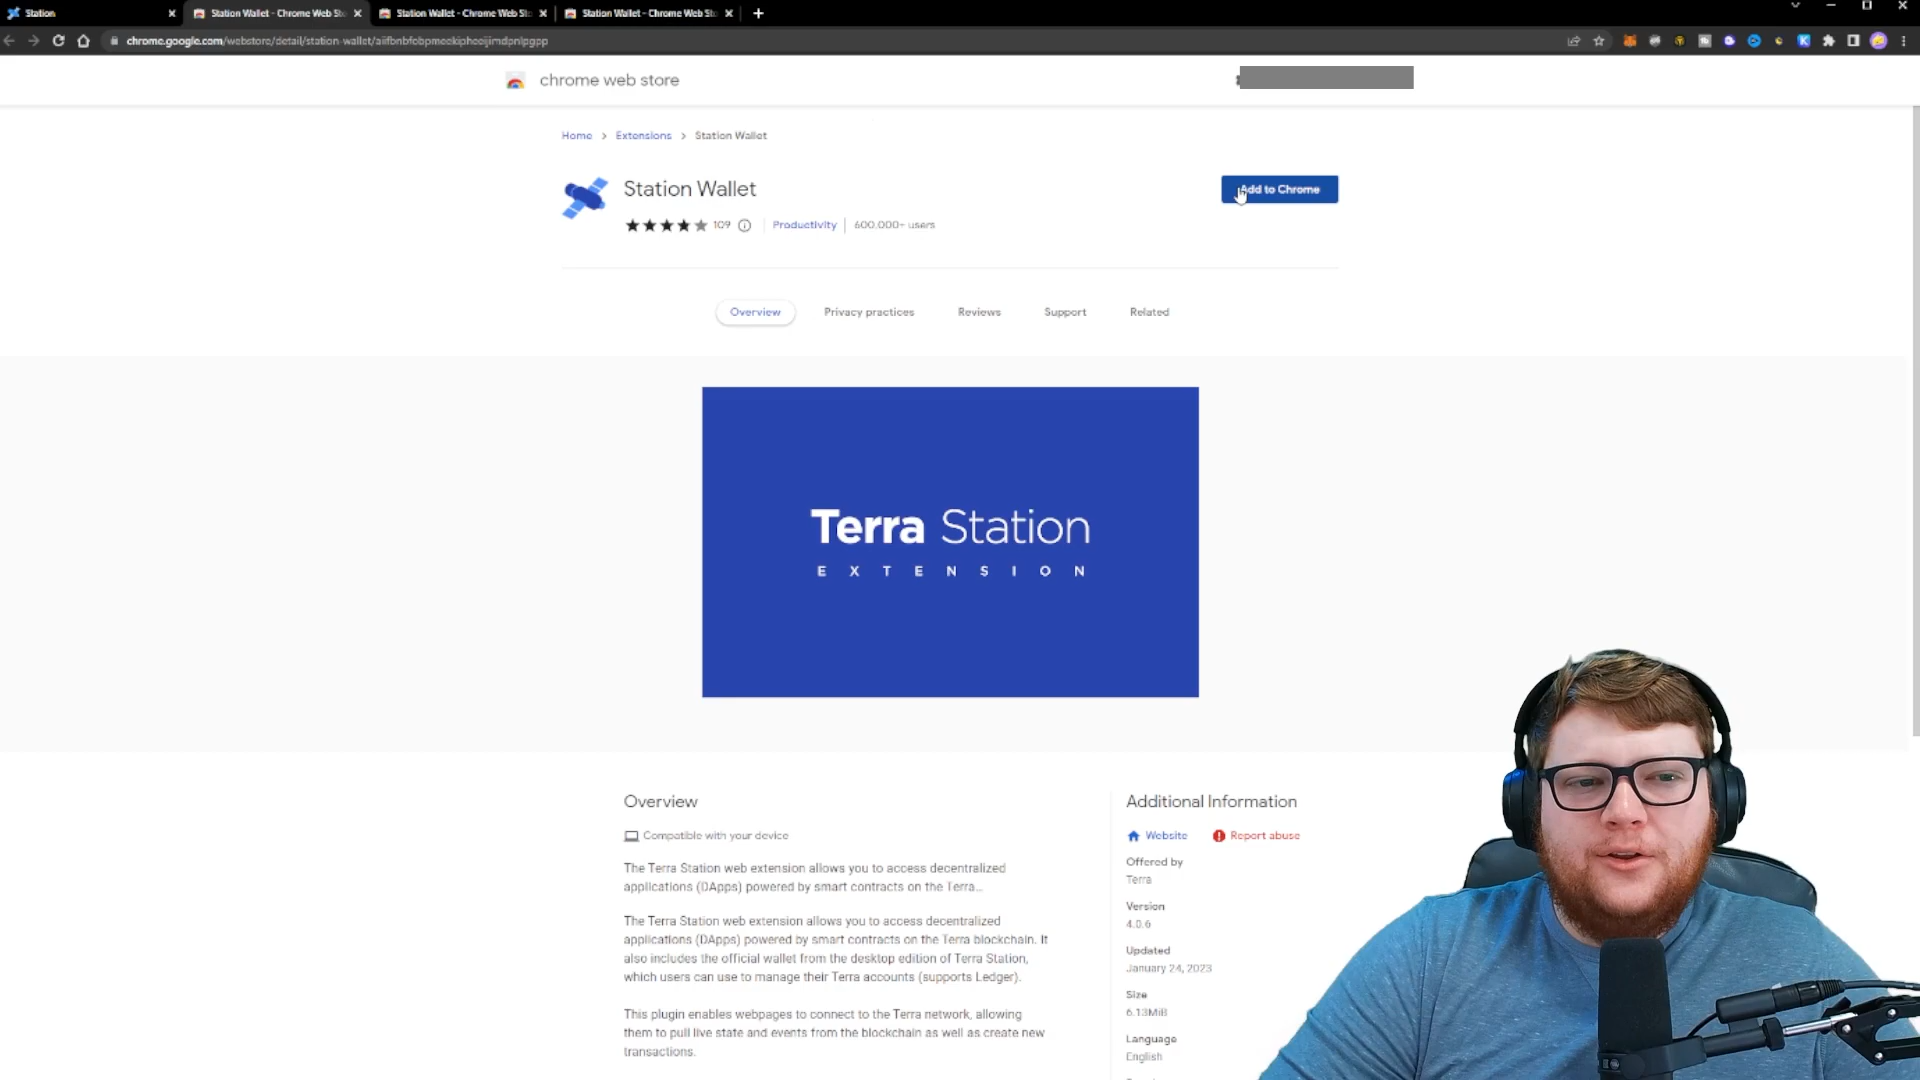 Station
Station Wallet - Chrome Web Sto
Station Wallet - Chrome Web Sto
Station Wallet - Chrome Web Sto
chrome.google.com/webstore/detail/station-wallet/aiifbnbfobpmeekipheeijimdpnlpgpp
chrome web store
Home > Extensions > Station Wallet
Station Wallet
Add to Chrome
109
Productivity
600,000+ users
Overview
Privacy practices
Reviews
Support
Related
Terra Station
EXTENSION
Overview
Compatible with your device
The Terra Station web extension allows you to access decentralized
applications (DApps) powered by smart contracts on the Terra...
The Terra Station web extension allows you to access decentralized
applications (DApps) powered by smart contracts on the Terra blockchain. It
also includes the official wallet from the desktop edition of Terra Station,
which users can use to manage their Terra accounts (supports Ledger).
This plugin enables webpages to connect to the Terra network, allowing
them to pull live state and events from the blockchain as well as create new
transactions.
Additional Information
Website
Report abuse
Offered by
Terra
Version
4.0.6
Updated
January 24, 2023
Size
6.13MiB
Language
English